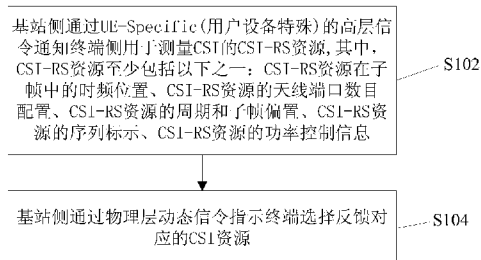 基站侧通过UE-Specific(用户设备特殊)的高层信
令通知终端侧用于测量CSI的CSI-RS资源,其中,
CSI-RS资源至少包括以下之一：CSI-RS资源在子
帧中的时频位置、CSI-RS资源的天线端口数目
配置、CSI-RS资源的周期和子帧偏置、CSI-RS资
源的序列标示、CSI-RS资源的功率控制信息
S102
基站侧通过物理层动态信令指示终端选择反馈对
应的CSI资源
S104